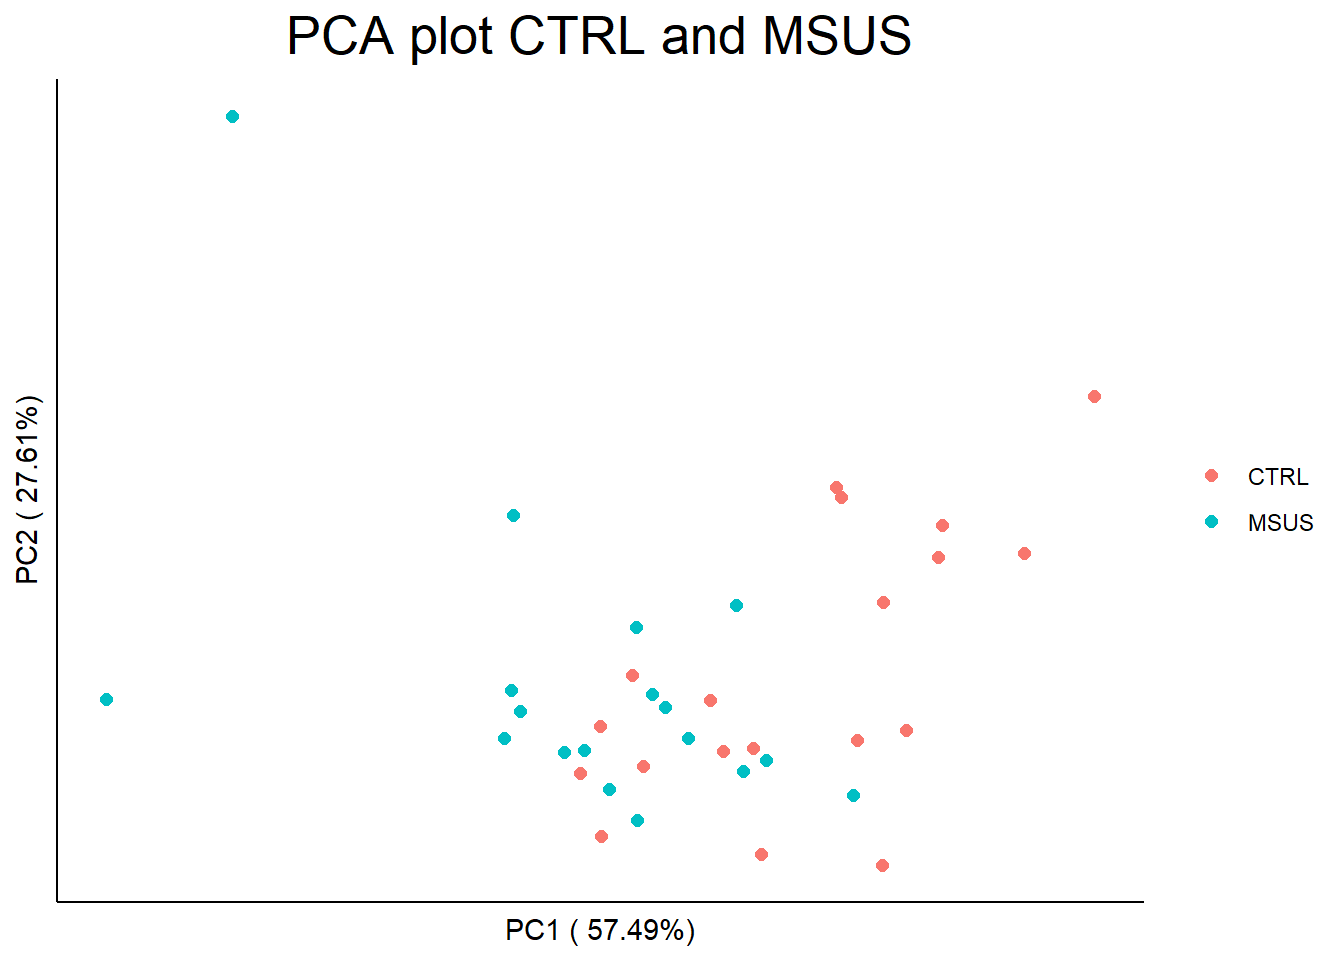 PCA plot CTRL and MSUS
PC2 ( 27.61%)
CTRL
MSUS
PC1 ( 57.49%)